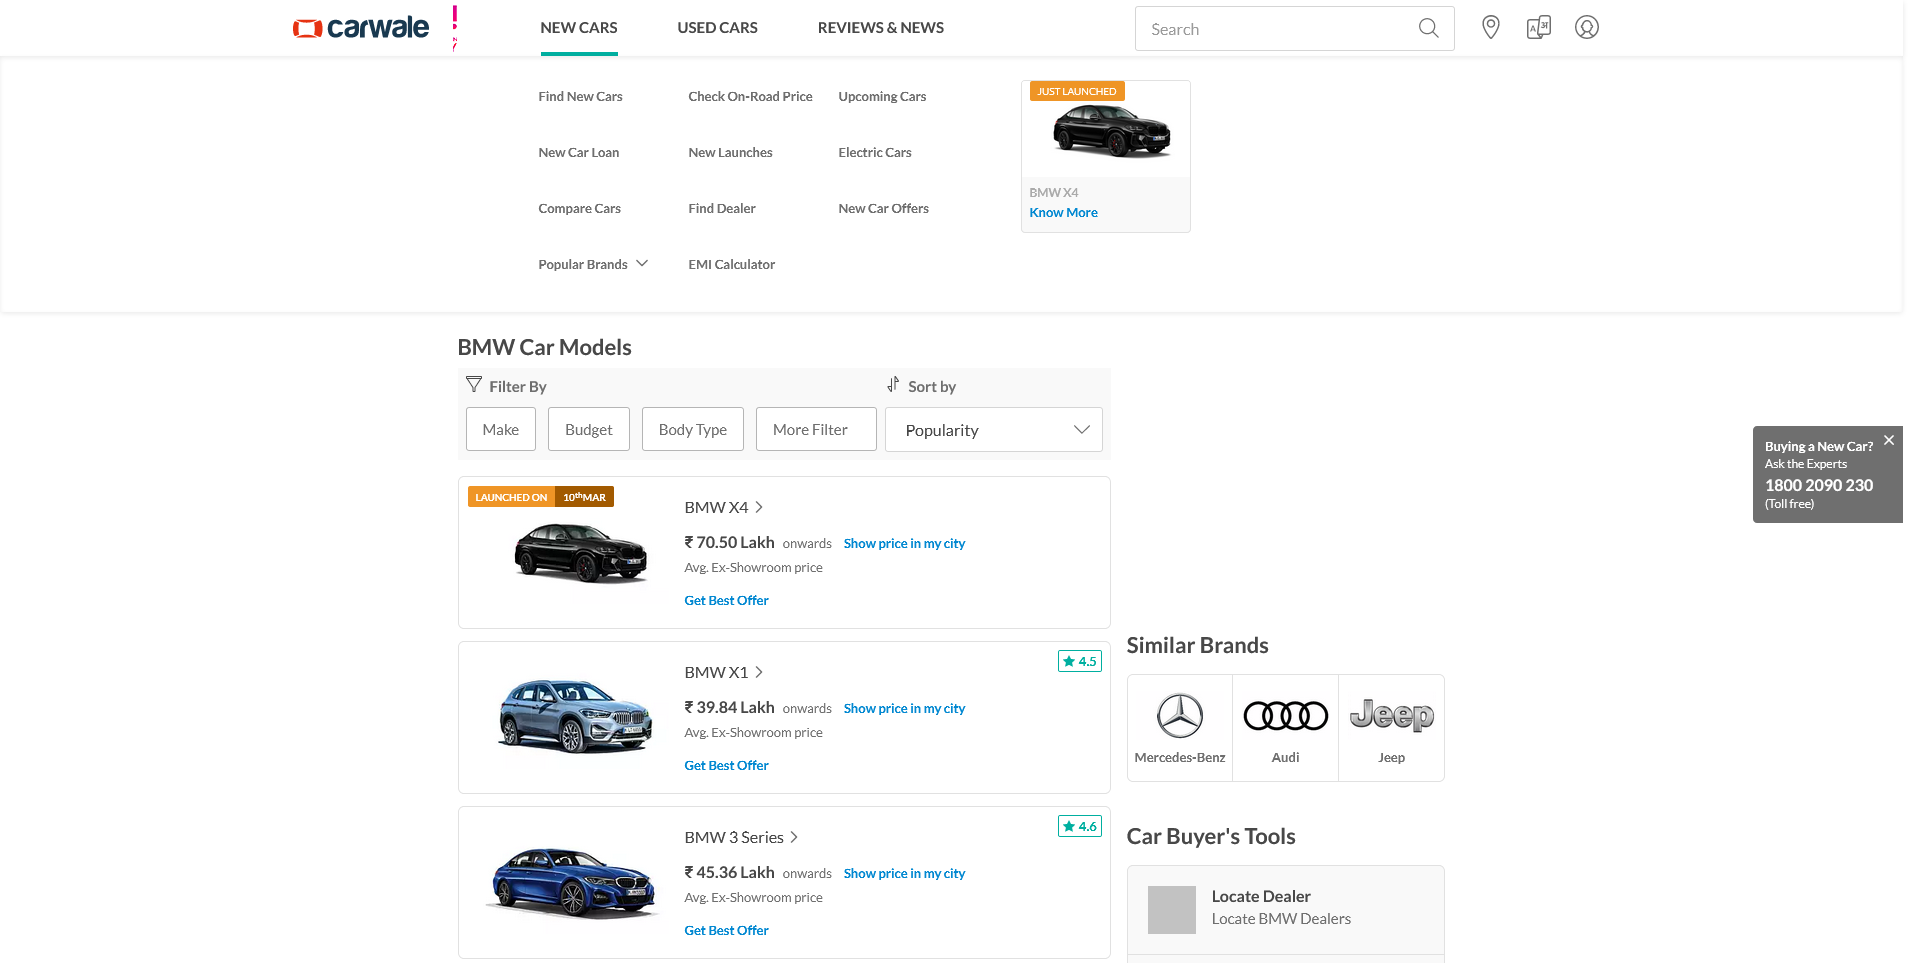 carwale
NEW CARS
USED CARS
REVIEWS & NEWS
Search
Find New Cars
Check On-Road Price
Upcoming Cars
New Car Loan
New Launches
Electric Cars
Compare Cars
Find Dealer
New Car Offers
Popular Brands
EMI Calculator
JUST LAUNCHED
BMW X4
Know More
BMW Car Models
Filter By
Sort by
Make
Budget
Body Type
More Filter
Popularity
LAUNCHED ON 10thMAR
BMW X4
₹ 70.50 Lakh onwards Show price in my city
Avg. Ex-Showroom price
Get Best Offer
BMW X1
4.5
₹ 39.84 Lakh onwards Show price in my city
Avg. Ex-Showroom price
Get Best Offer
BMW 3 Series
4.6
₹ 45.36 Lakh onwards Show price in my city
Avg. Ex-Showroom price
Get Best Offer
Buying a New Car?
Ask the Experts
1800 2090 230
(Toll free)
Similar Brands
Jeep
Mercedes-Benz
Audi
Jeep
Car Buyer's Tools
Locate Dealer
Locate BMW Dealers